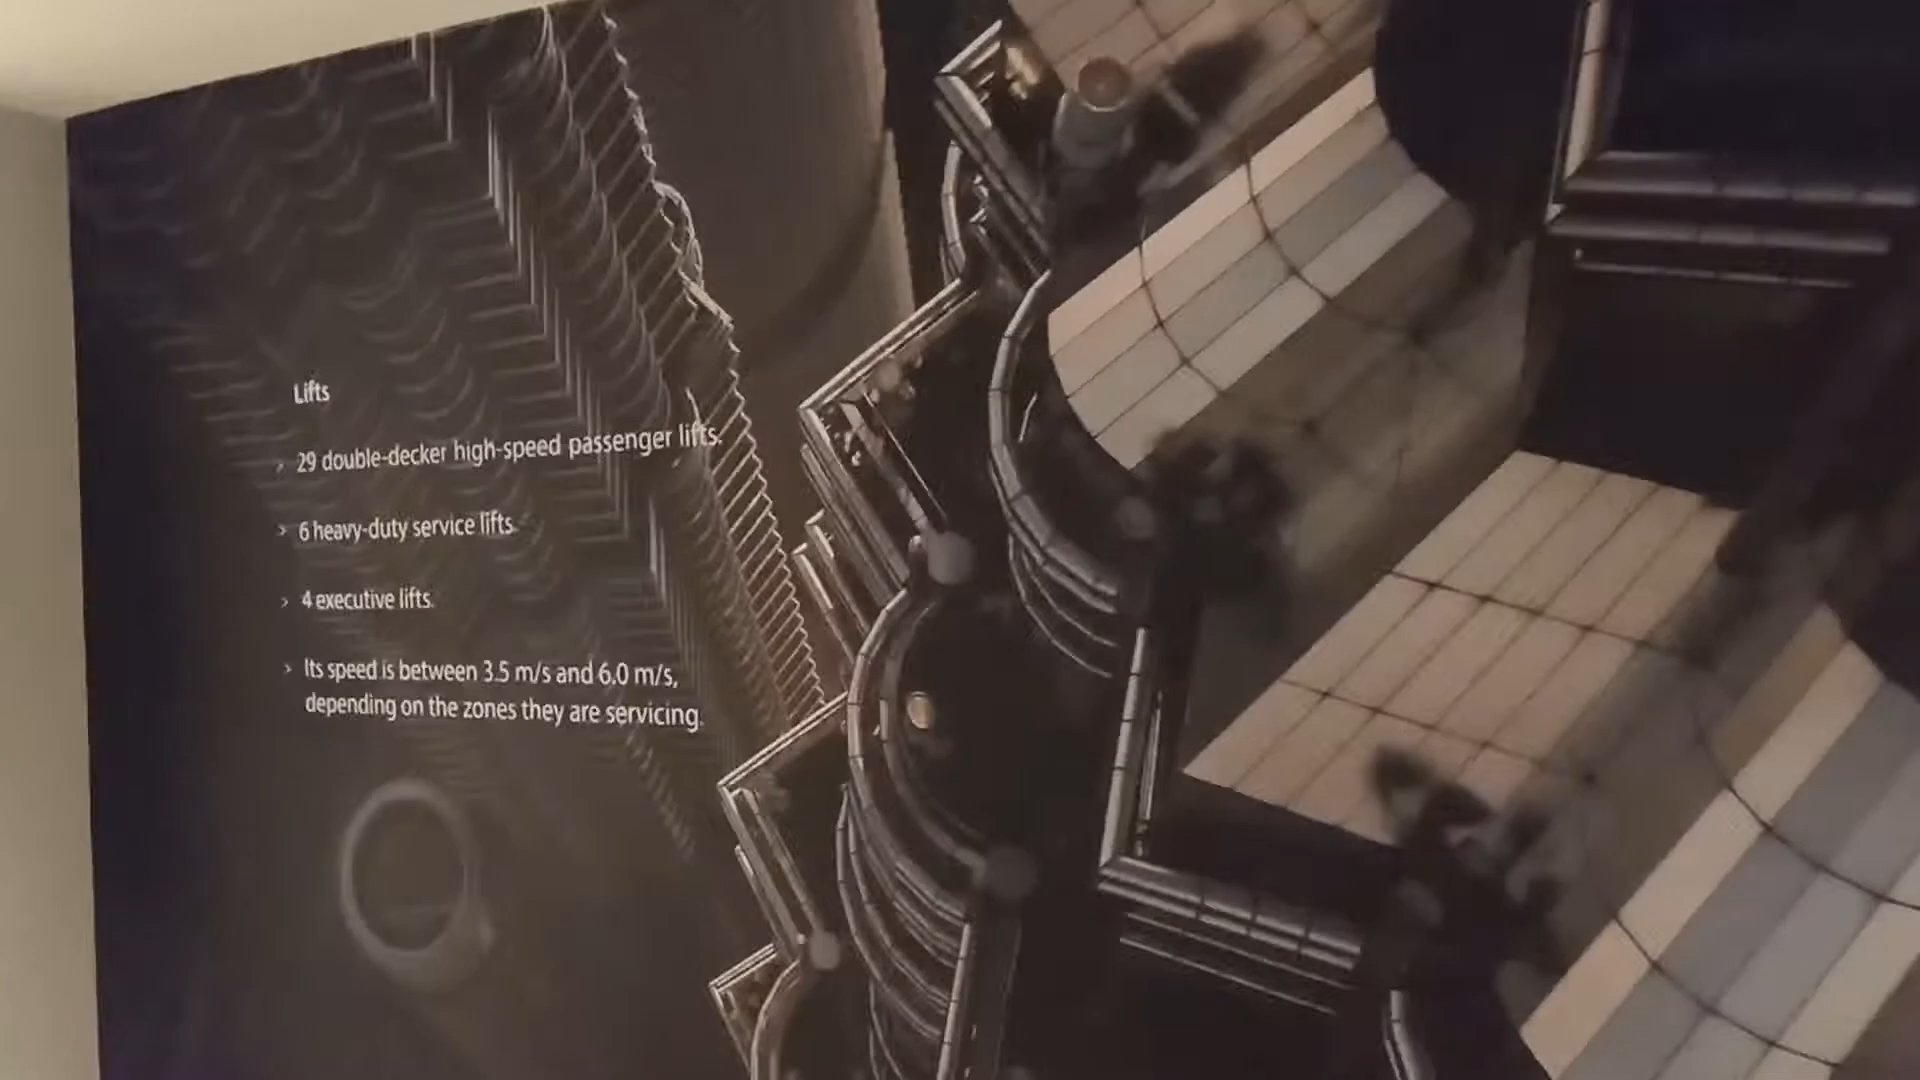 Lifts
› 29 double-decker high-speed passenger lifts.
› 6 heavy-duty service lifts.
› 4 executive lifts.
› Its speed is between 3.5 m/s and 6.0 m/s,
depending on the zones they are servicing.